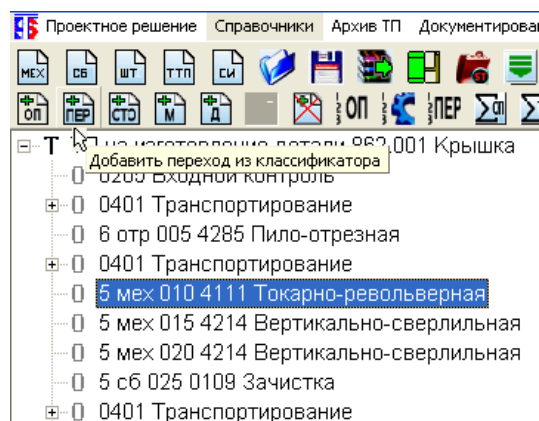 Проектное решение Справочники Архив ТП Документирован
МЕХ СБ ШТ ТТП СИ
ОП ПЕР СТО М Д ОП ПЕР
Т ТП на изготовление детали 862.001 Крышка
Добавить переход из классификатора
0205 Входной контроль
0401 Транспортирование
6 отр 005 4285 Пило-отрезная
0401 Транспортирование
5 мех 010 4111 Токарно-револьверная
5 мех 015 4214 Вертикально-сверлильная
5 мех 020 4214 Вертикально-сверлильная
5 сб 025 0109 Зачистка
0401 Транспортирование